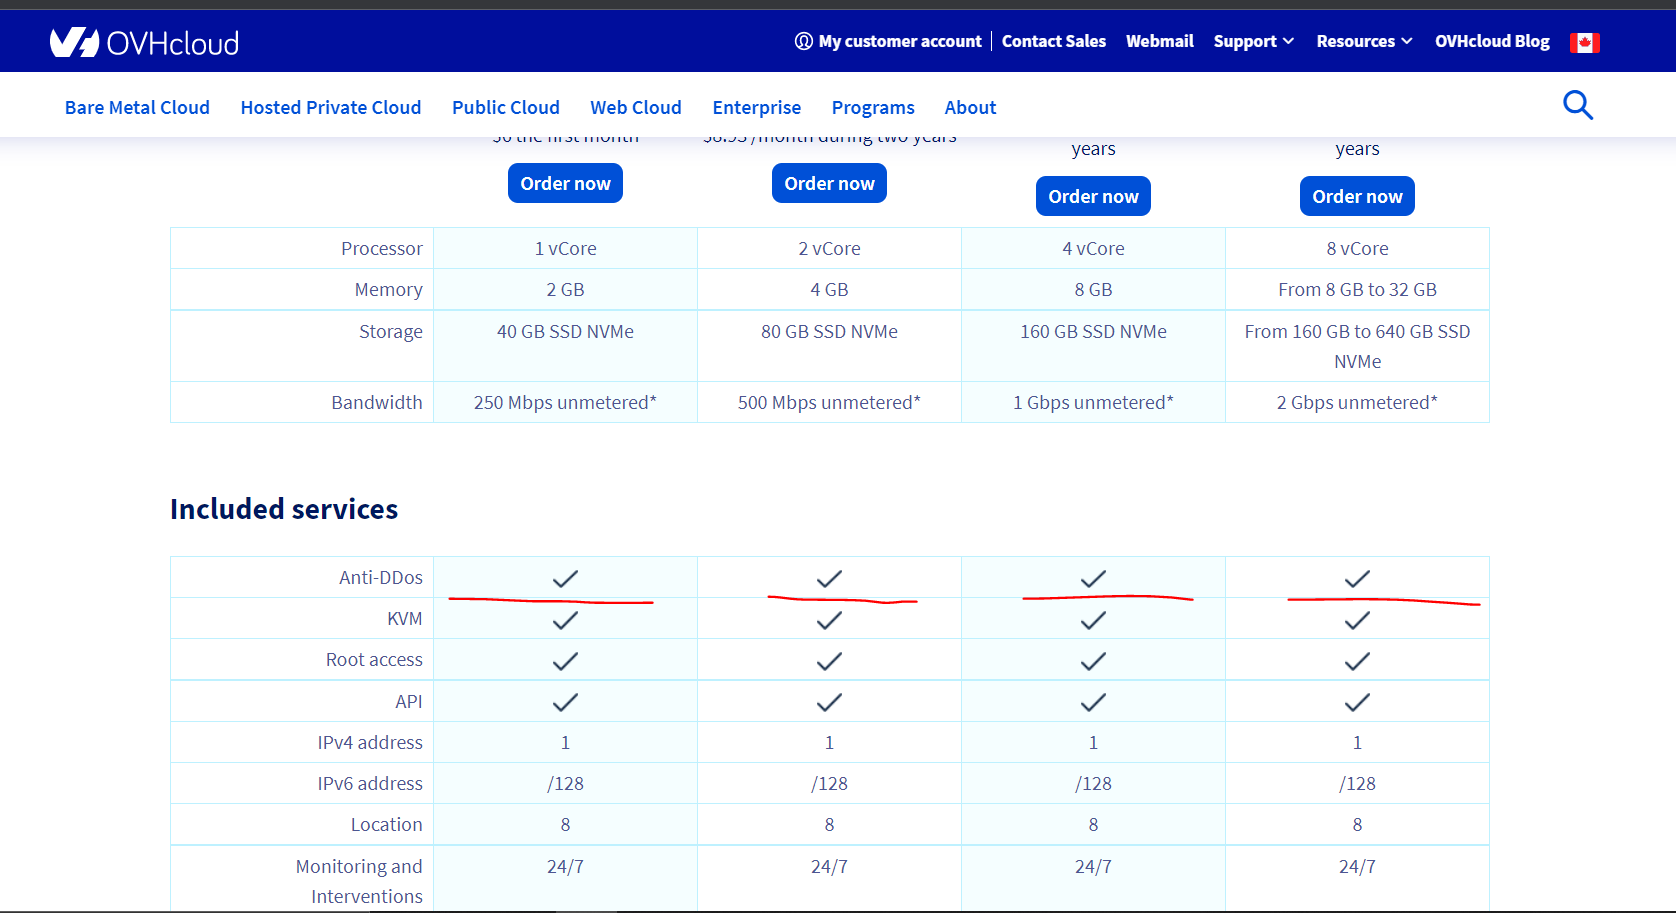 OVHcloud
My customer account Contact Sales Webmail Support Resources OVHcloud Blog
Bare Metal Cloud Hosted Private Cloud Public Cloud Web Cloud Enterprise Programs About
$0 the first month $8.93 /month during two years
years years
Order now Order now
Order now Order now
Processor 1 vCore 2 vCore 4 vCore 8 vCore
Memory 2 GB 4 GB 8 GB From 8 GB to 32 GB
Storage 40 GB SSD NVMe 80 GB SSD NVMe 160 GB SSD NVMe From 160 GB to 640 GB SSD
NVMe
Bandwidth 250 Mbps unmetered* 500 Mbps unmetered* 1 Gbps unmetered* 2 Gbps unmetered*
Included services
Anti-DDos
KVM
Root access
API
IPv4 address 1 1 1 1
IPv6 address /128 /128 /128 /128
Location 8 8 8 8
Monitoring and 24/7 24/7 24/7 24/7
Interventions